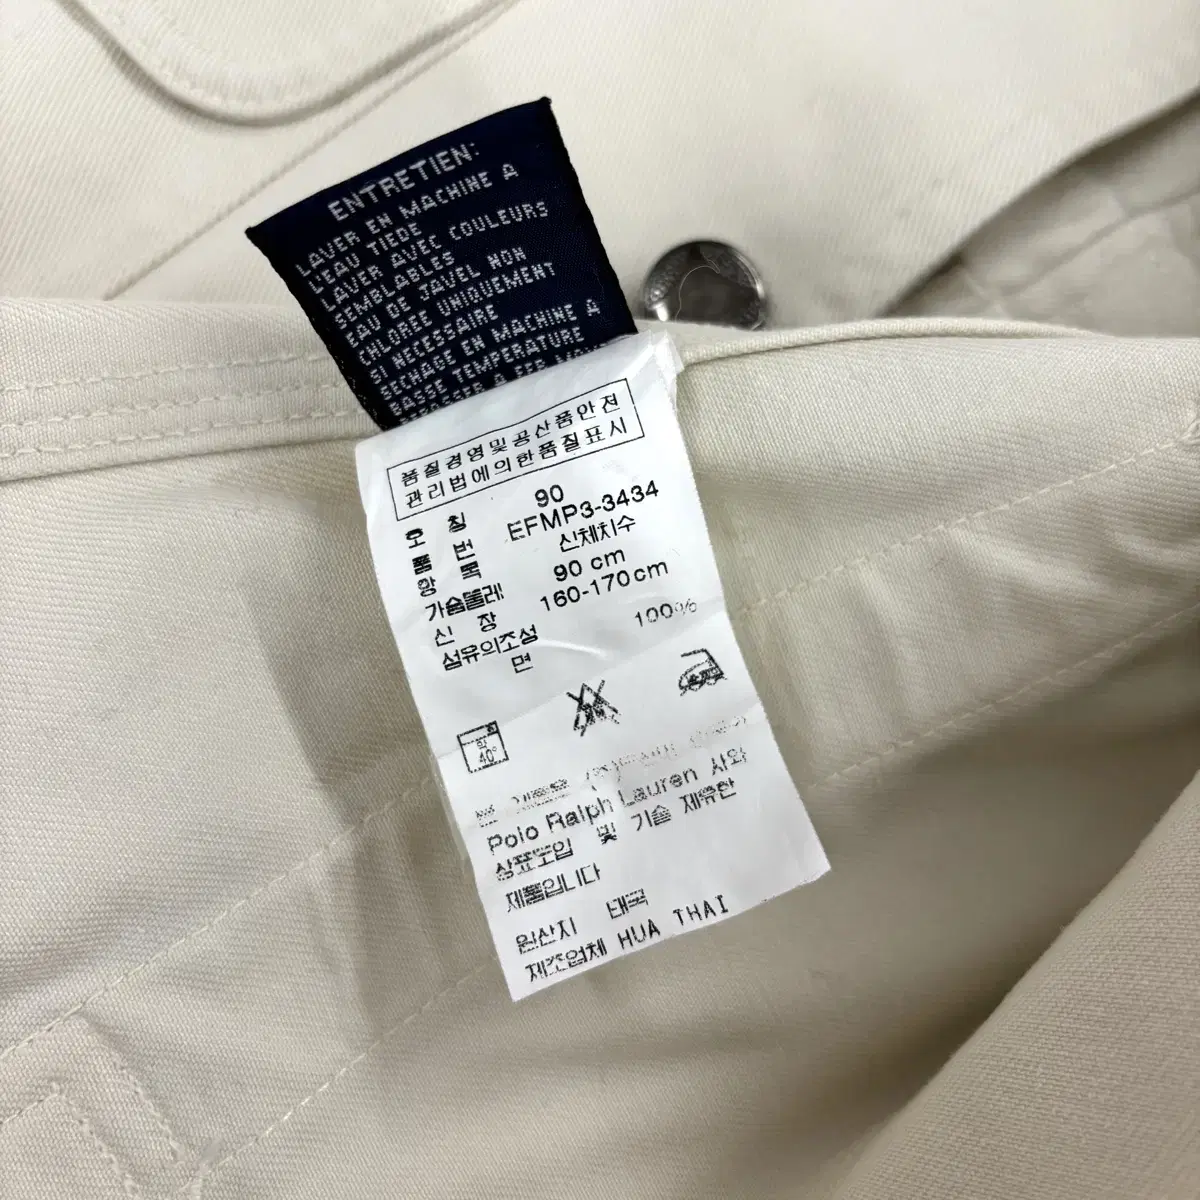 ENTRETIEN:
LAVER EN MACHINE A
L'EAU TIEDE
LAVER AVEC COULEURS
SEMBLABLES
EAU DE JAVEL NON
CHLOREE UNIQUEMENT
SI NECESSAIRE
SECHAGE EN MACHINE A
BASSE TEMPERATURE
품질경영및공산품안전
관리법에의한품질표시
호 칭 90
품 번 EFMP3-3434
항 목 신체치수
가슴둘레 90 cm
신 장 160-170cm
섬유의조성
면 100%
약
40°
본 제품은
Polo Ralph Lauren 사와
상표도입 및 기술 제휴한
제품입니다
원산지 태국
제조업체 HUA THAI